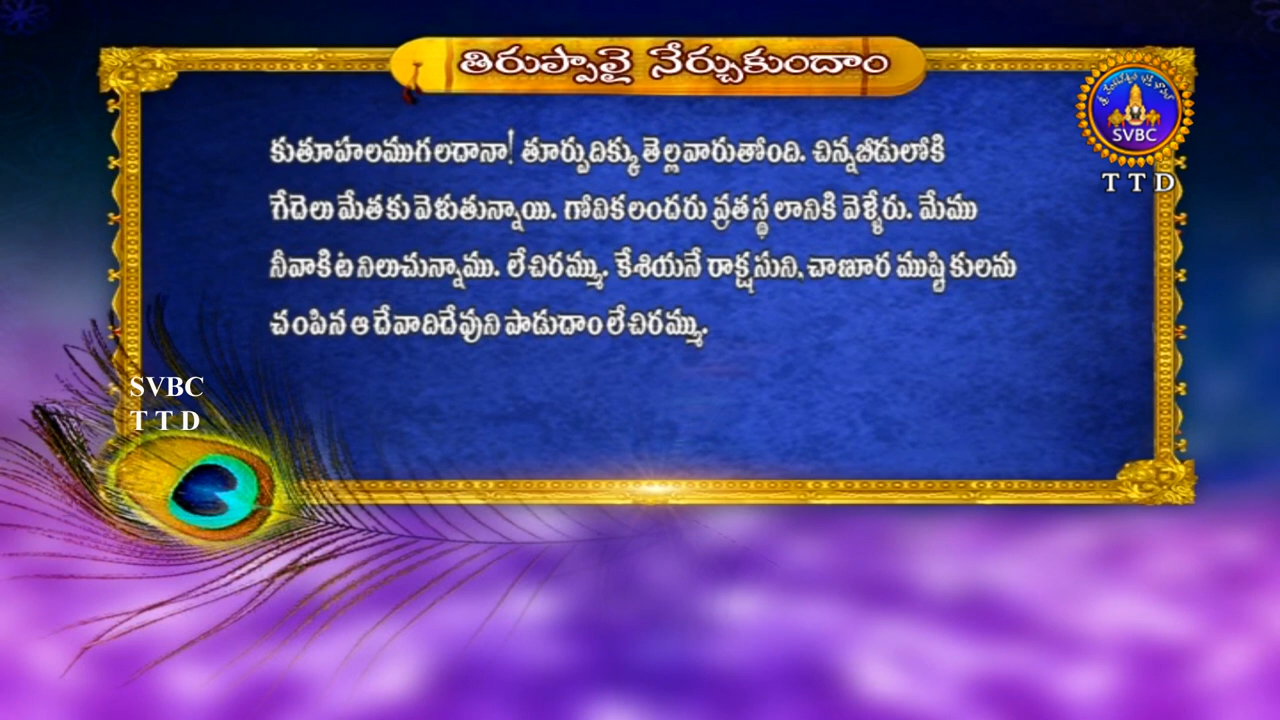 తిరుప్పావై నేర్చుకుందాం
కుతూహలముగలదానా! తూర్పుదిక్కు తెల్లవారుతోంది. చిన్నబీడులోకి
గేదెలు మేతకు వెళుతున్నాయి. గోపికలందరు వ్రతస్థలానికి వెళ్ళేరు. మేము
నీవాకిట నిలుచున్నాము. లేచిరమ్ము. కేశియనే రాక్షసుని, చాణూర ముష్టికులను
చంపిన ఆ దేవాదిదేవుని పాడుదాం లేచిరమ్ము.
SVBC
T T D
SVBC
T T D